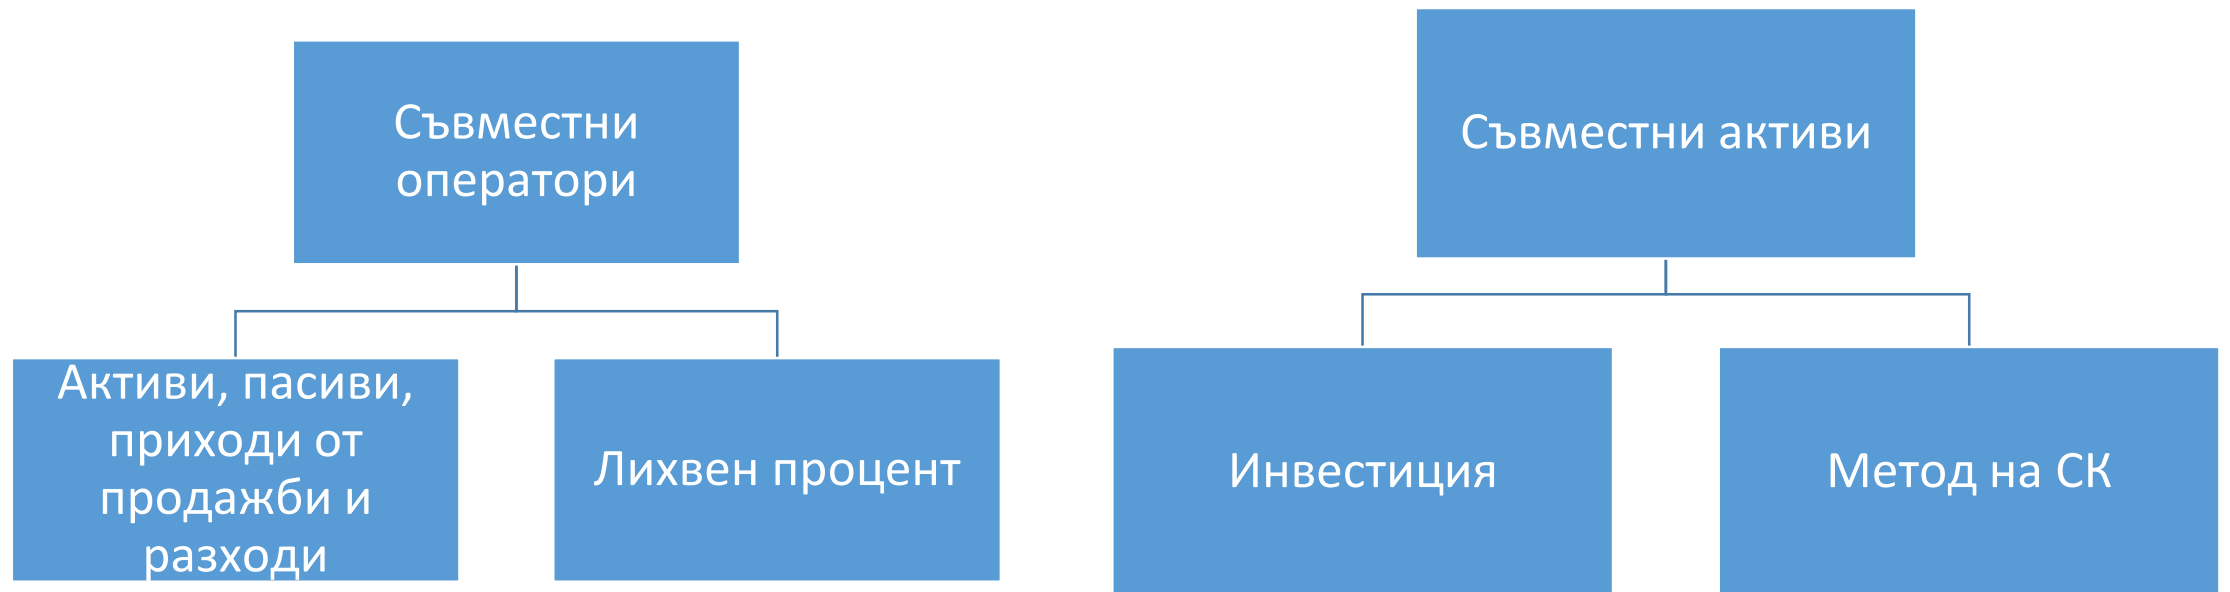 Съвместни
оператори
Активи, пасиви,
приходи от
продажби и
разходи
Лихвен процент
Съвместни активи
Инвестиция
Метод на СК